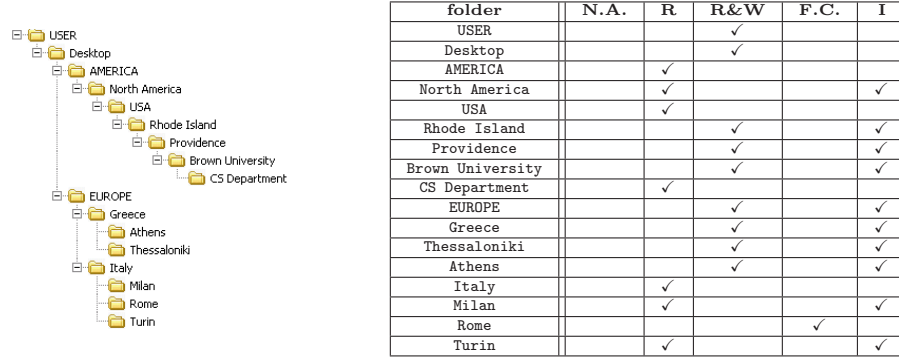 USER
Desktop
AMERICA
North America
USA
Rhode Island
Providence
Brown University
CS Department
EUROPE
Greece
Athens
Thessaloniki
Italy
Milan
Rome
Turin
folder N.A. R R&W F.C. I
USER ✓
Desktop ✓
AMERICA ✓
North America ✓ ✓
USA ✓
Rhode Island ✓ ✓
Providence ✓ ✓
Brown University ✓ ✓
CS Department ✓
EUROPE ✓ ✓
Greece ✓ ✓
Thessaloniki ✓ ✓
Athens ✓ ✓
Italy ✓
Milan ✓ ✓
Rome ✓
Turin ✓ ✓